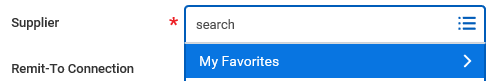 Supplier * search
My Favorites
Remit-To Connection